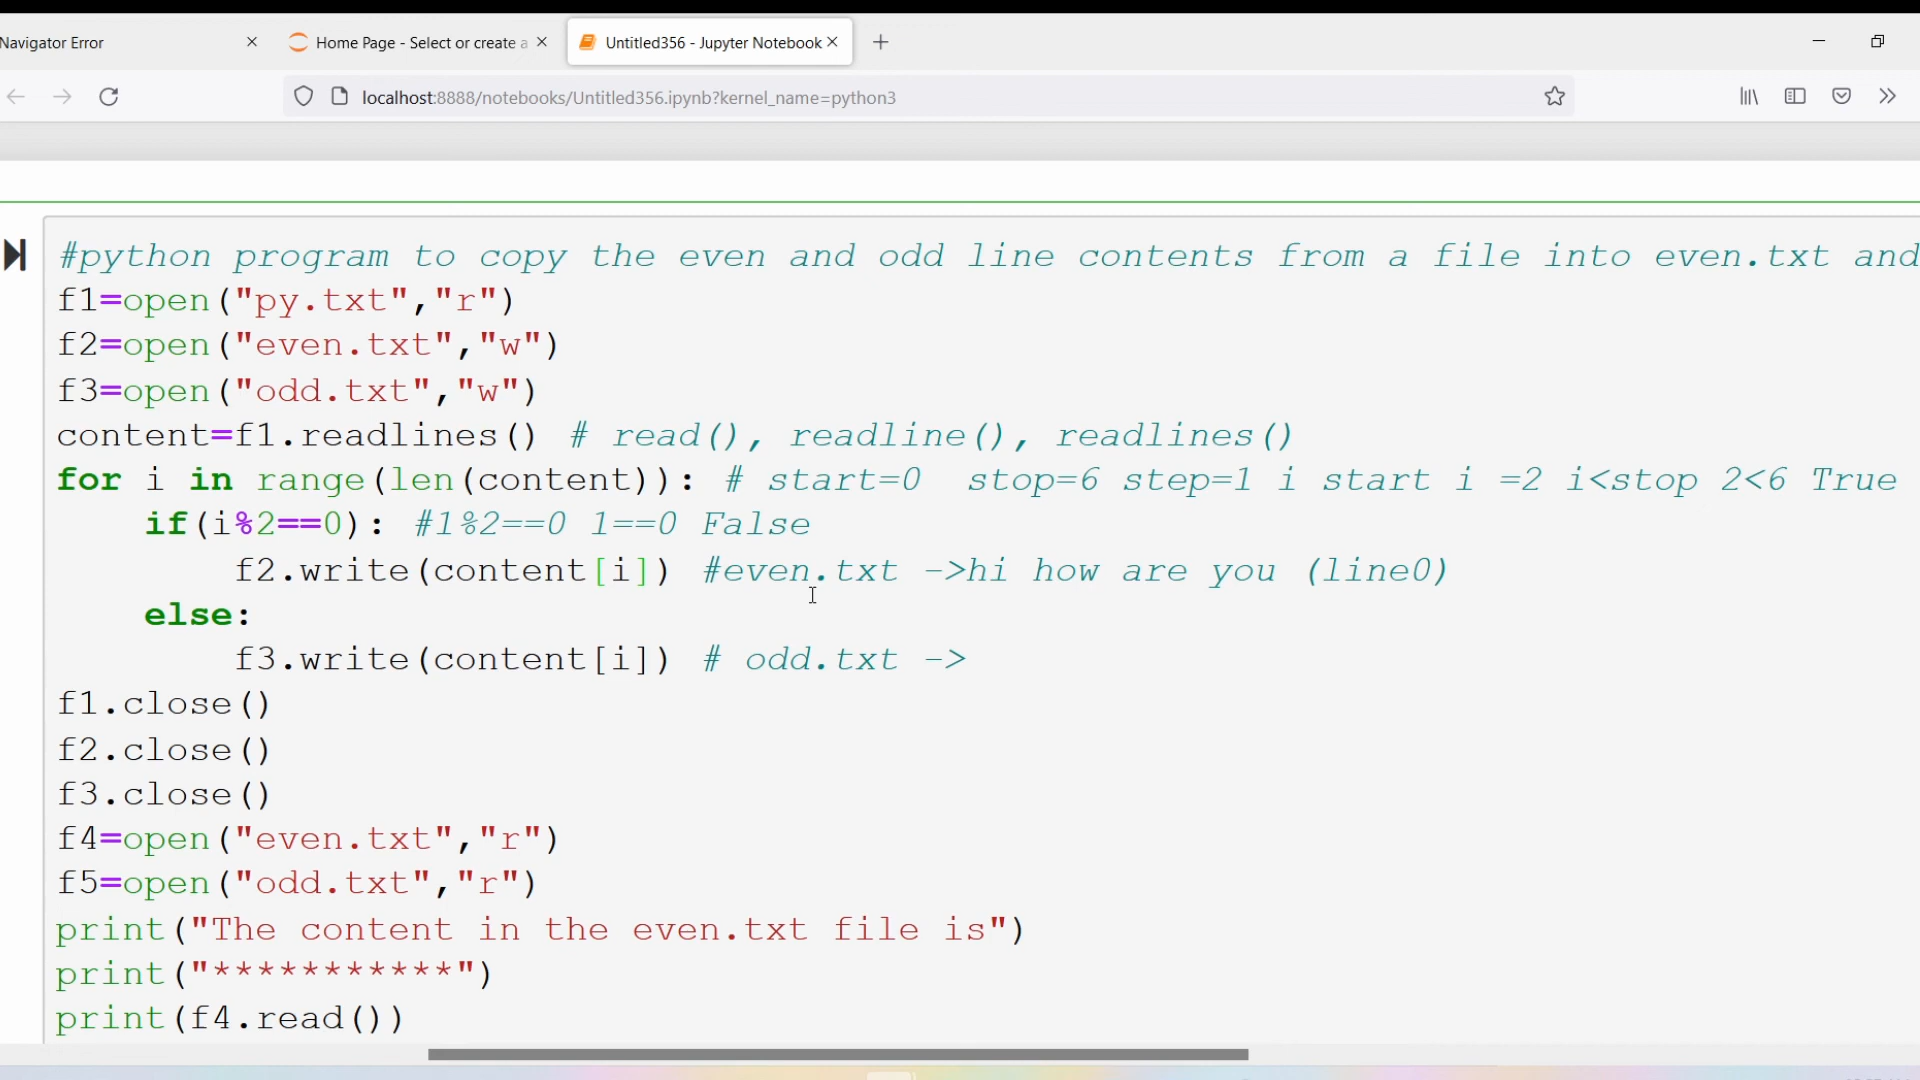 Navigator Error
Home Page - Select or create a
Untitled356 - Jupyter Notebook
localhost:8888/notebooks/Untitled356.ipynb?kernel_name=python3
#python program to copy the even and odd line contents from a file into even.txt and
f1=open("py.txt","r")
f2=open("even.txt","w")
f3=open("odd.txt","w")
content=f1.readlines() # read(), readline(), readlines()
for i in range(len(content)): # start=0  stop=6 step=1 i start i =2 i<stop 2<6 True
    if(i%2==0): #1%2==0 1==0 False
        f2.write(content[i]) #even.txt ->hi how are you (line0)
    else:
        f3.write(content[i]) # odd.txt ->
f1.close()
f2.close()
f3.close()
f4=open("even.txt","r")
f5=open("odd.txt","r")
print("The content in the even.txt file is")
print("***********")
print(f4.read())